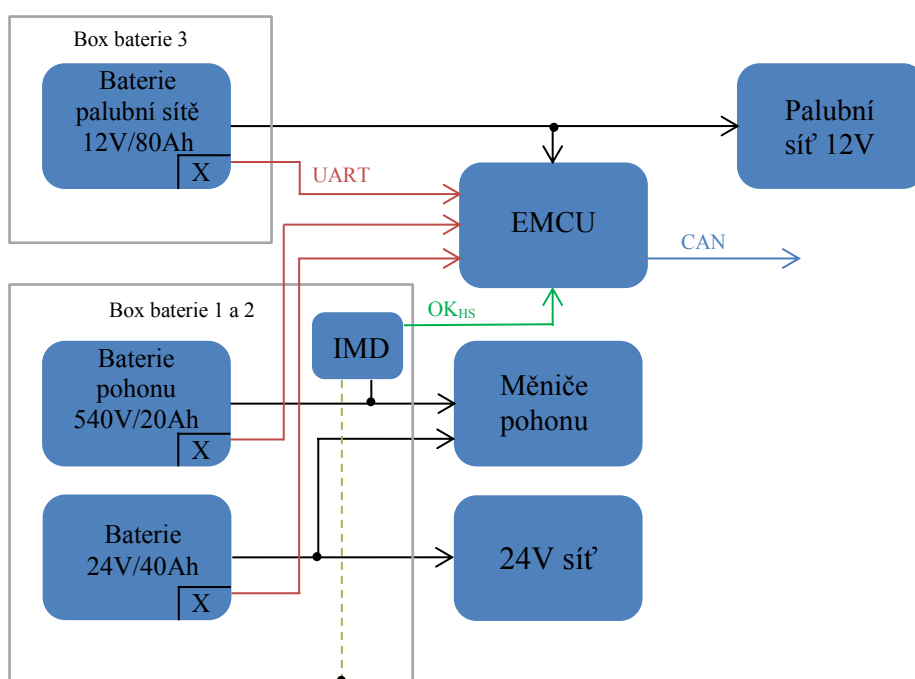 Box baterie 3
Baterie
palubní sítě
12V/80Ah
X
Palubní
síť 12V
UART
EMCU
CAN
Box baterie 1 a 2
OKHS
IMD
Baterie
pohonu
540V/20Ah
X
Měniče
pohonu
Baterie
24V/40Ah
X
24V síť